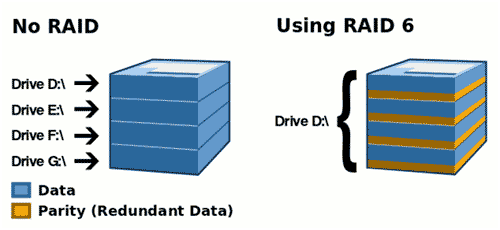 No RAID
Drive D:\
Drive E:\
Drive F:\
Drive G:\
Data
Parity (Redundant Data)
Using RAID 6
Drive D:\